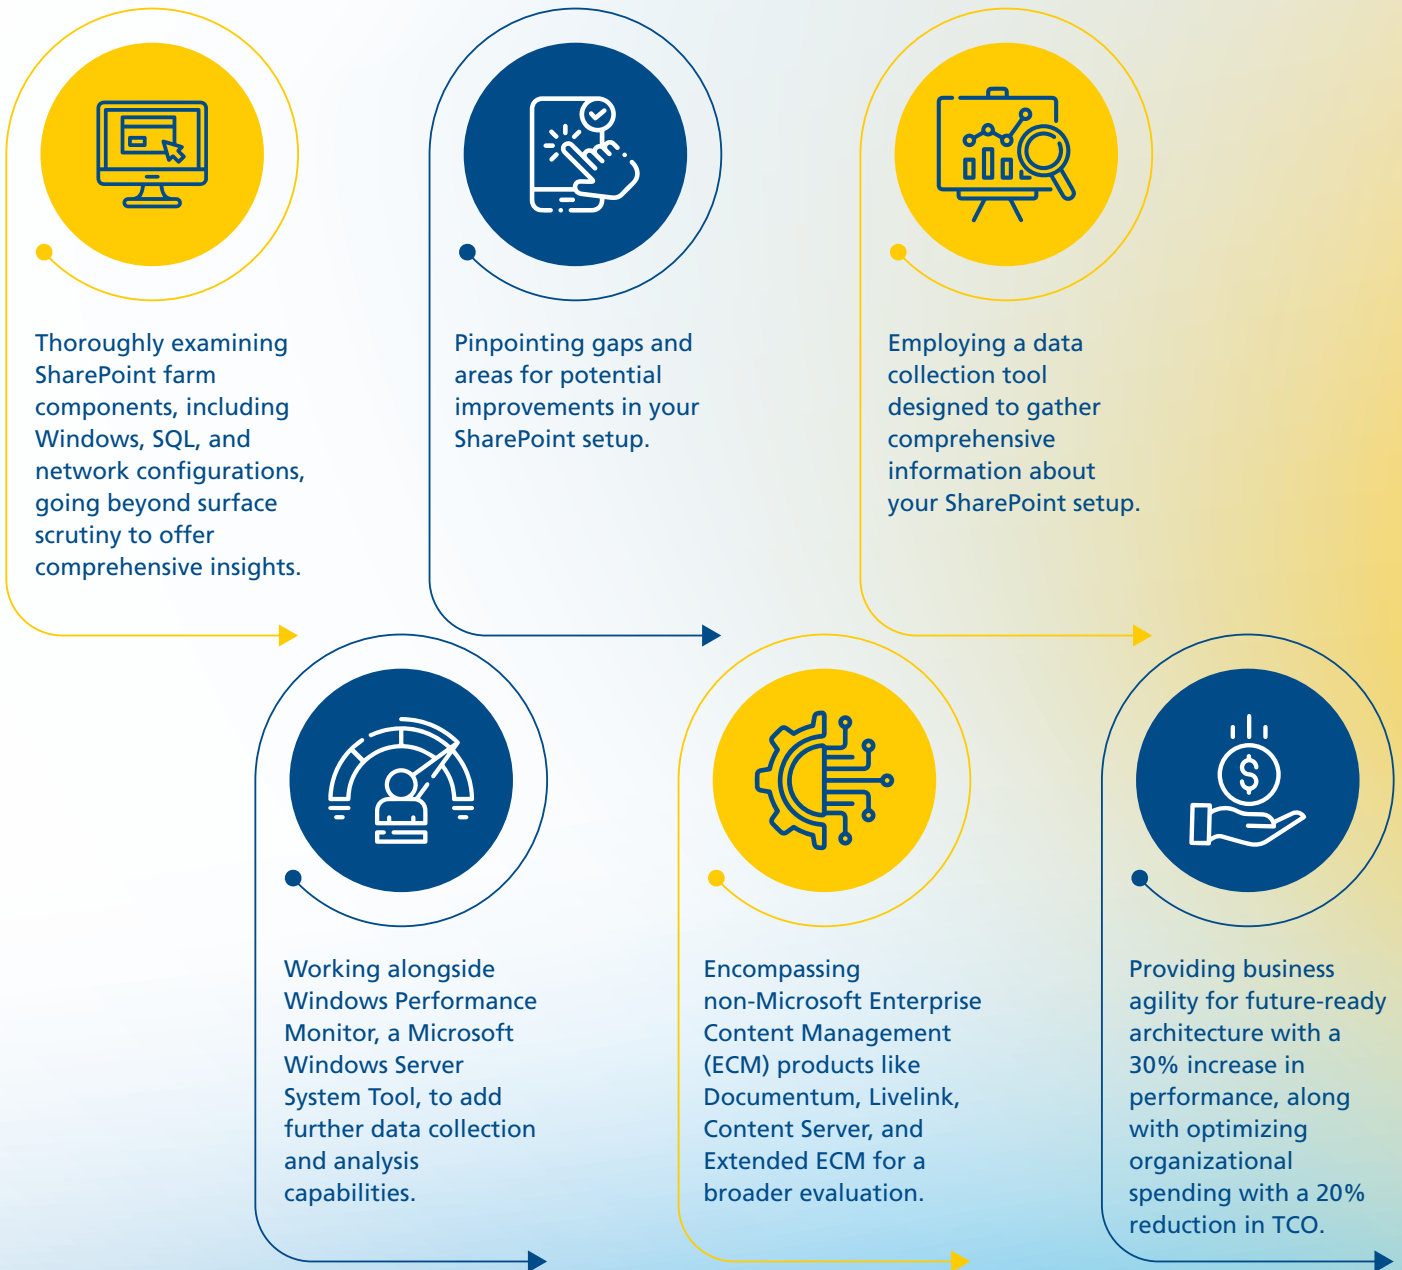 Thoroughly examining
SharePoint farm
components, including
Windows, SQL, and
network configurations,
going beyond surface
scrutiny to offer
comprehensive insights.
Pinpointing gaps and
areas for potential
improvements in your
SharePoint setup.
Employing a data
collection tool
designed to gather
comprehensive
information about
your SharePoint setup.
$
Working alongside
Windows Performance
Monitor, a Microsoft
Windows Server
System Tool, to add
further data collection
and analysis
capabilities.
Encompassing
non-Microsoft Enterprise
Content Management
(ECM) products like
Documentum, Livelink,
Content Server, and
Extended ECM for a
broader evaluation.
Providing business
agility for future-ready
architecture with a
30% increase in
performance, along
with optimizing
organizational
spending with a 20%
reduction in TCO.